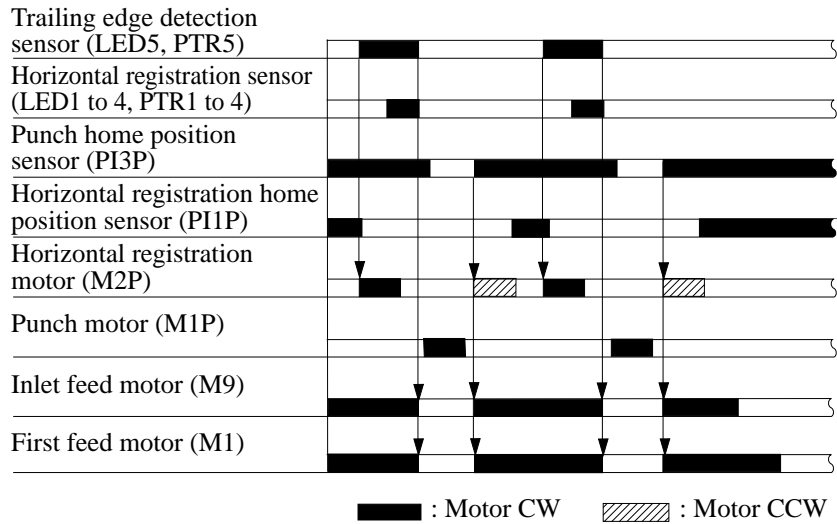 Trailing edge detection
sensor (LED5, PTR5)
Horizontal registration sensor
(LED1 to 4, PTR1 to 4)
Punch home position
sensor (PI3P)
Horizontal registration home
position sensor (PI1P)
Horizontal registration
motor (M2P)
Punch motor (M1P)
Inlet feed motor (M9)
First feed motor (M1)
: Motor CW : Motor CCW